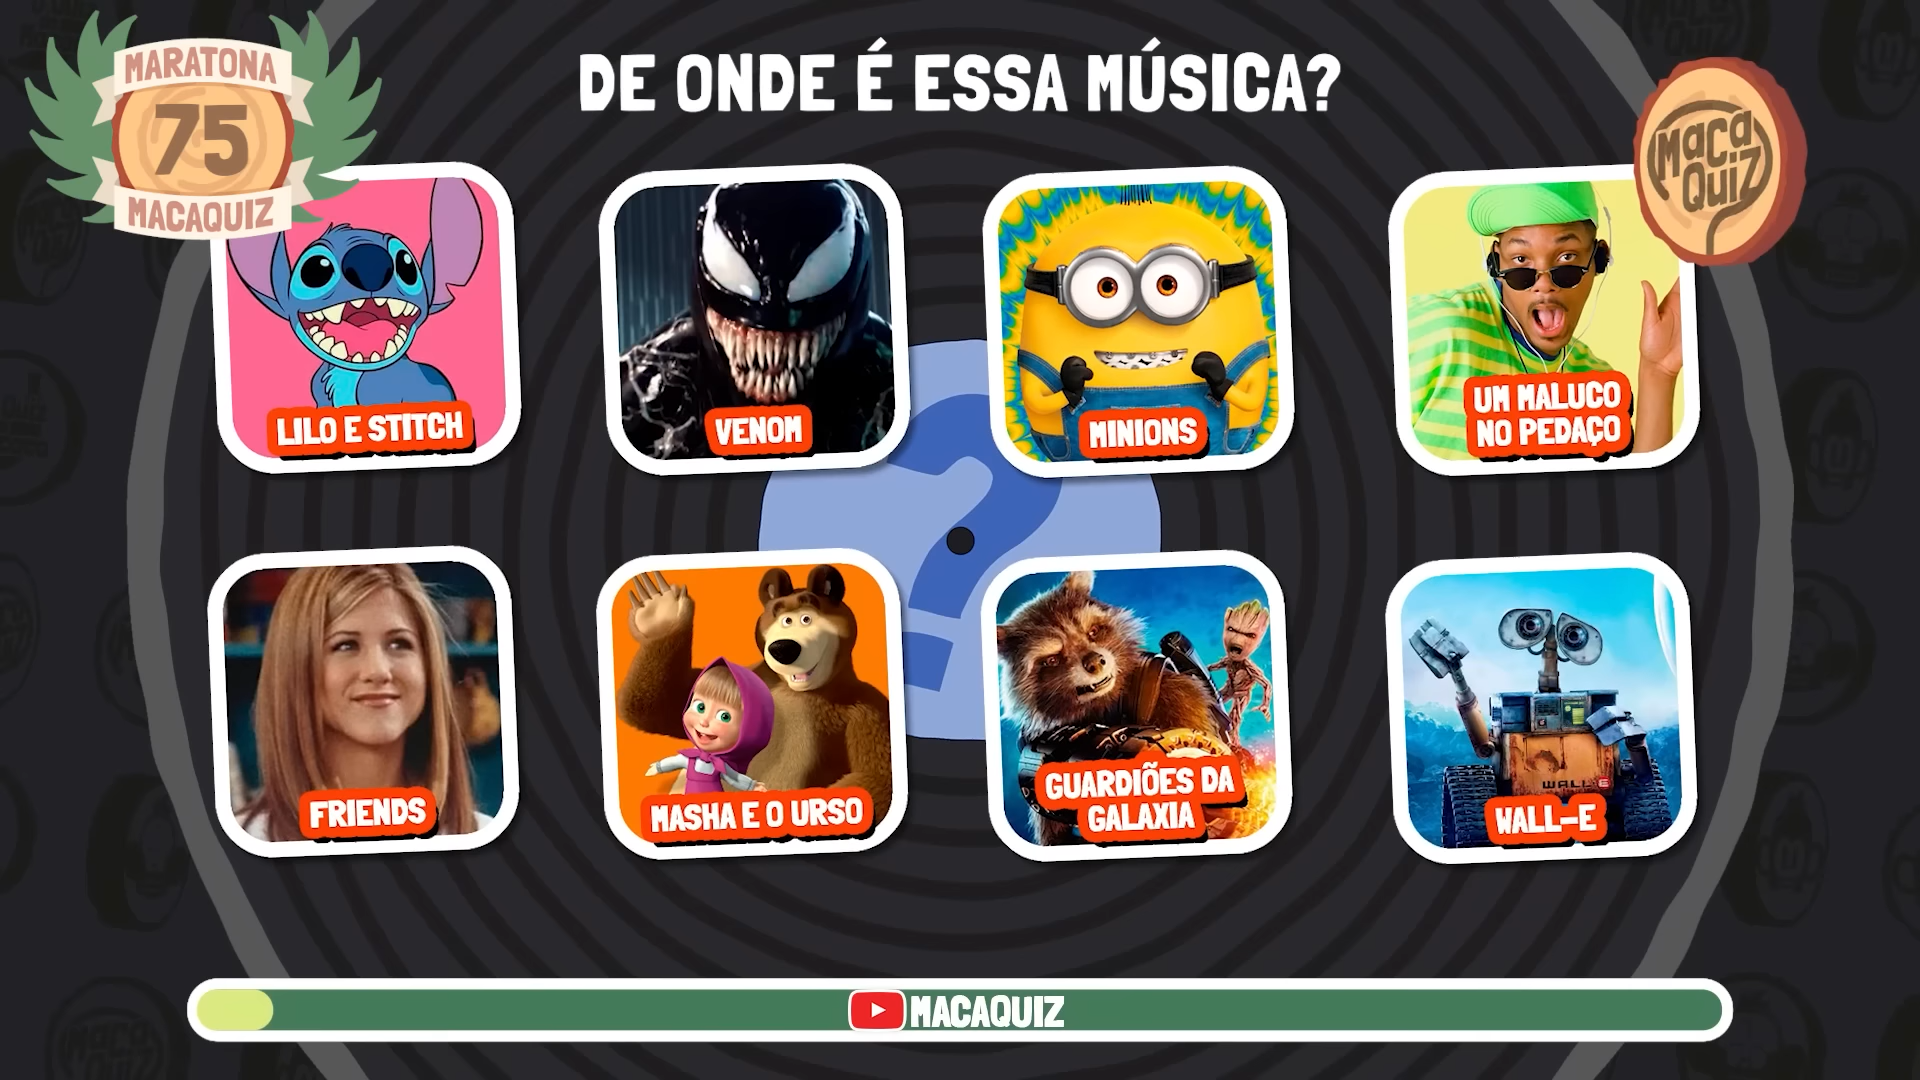 MARATONA
75
MACAQUIZ
DE ONDE É ESSA MÚSICA?
MaCa
QuiZ
LILO E STITCH
VENOM
MINIONS
UM MALUCO
NO PEDAÇO
?
FRIENDS
MASHA E O URSO
GUARDIÕES DA
GALAXIA
WALL-E
WALL·E
MACAQUIZ